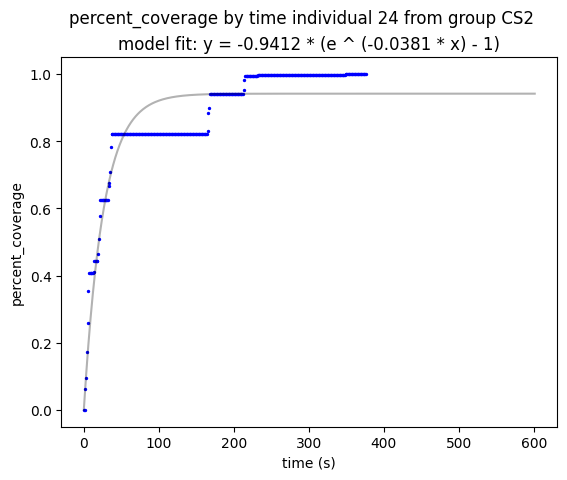 percent_coverage by time individual 24 from group CS2
model fit: y = -0.9412 * (e ^ (-0.0381 * x) - 1)
1.0
0.8
0.6
0.4
0.2
0.0
percent_coverage
0 100 200 300 400 500 600
time (s)